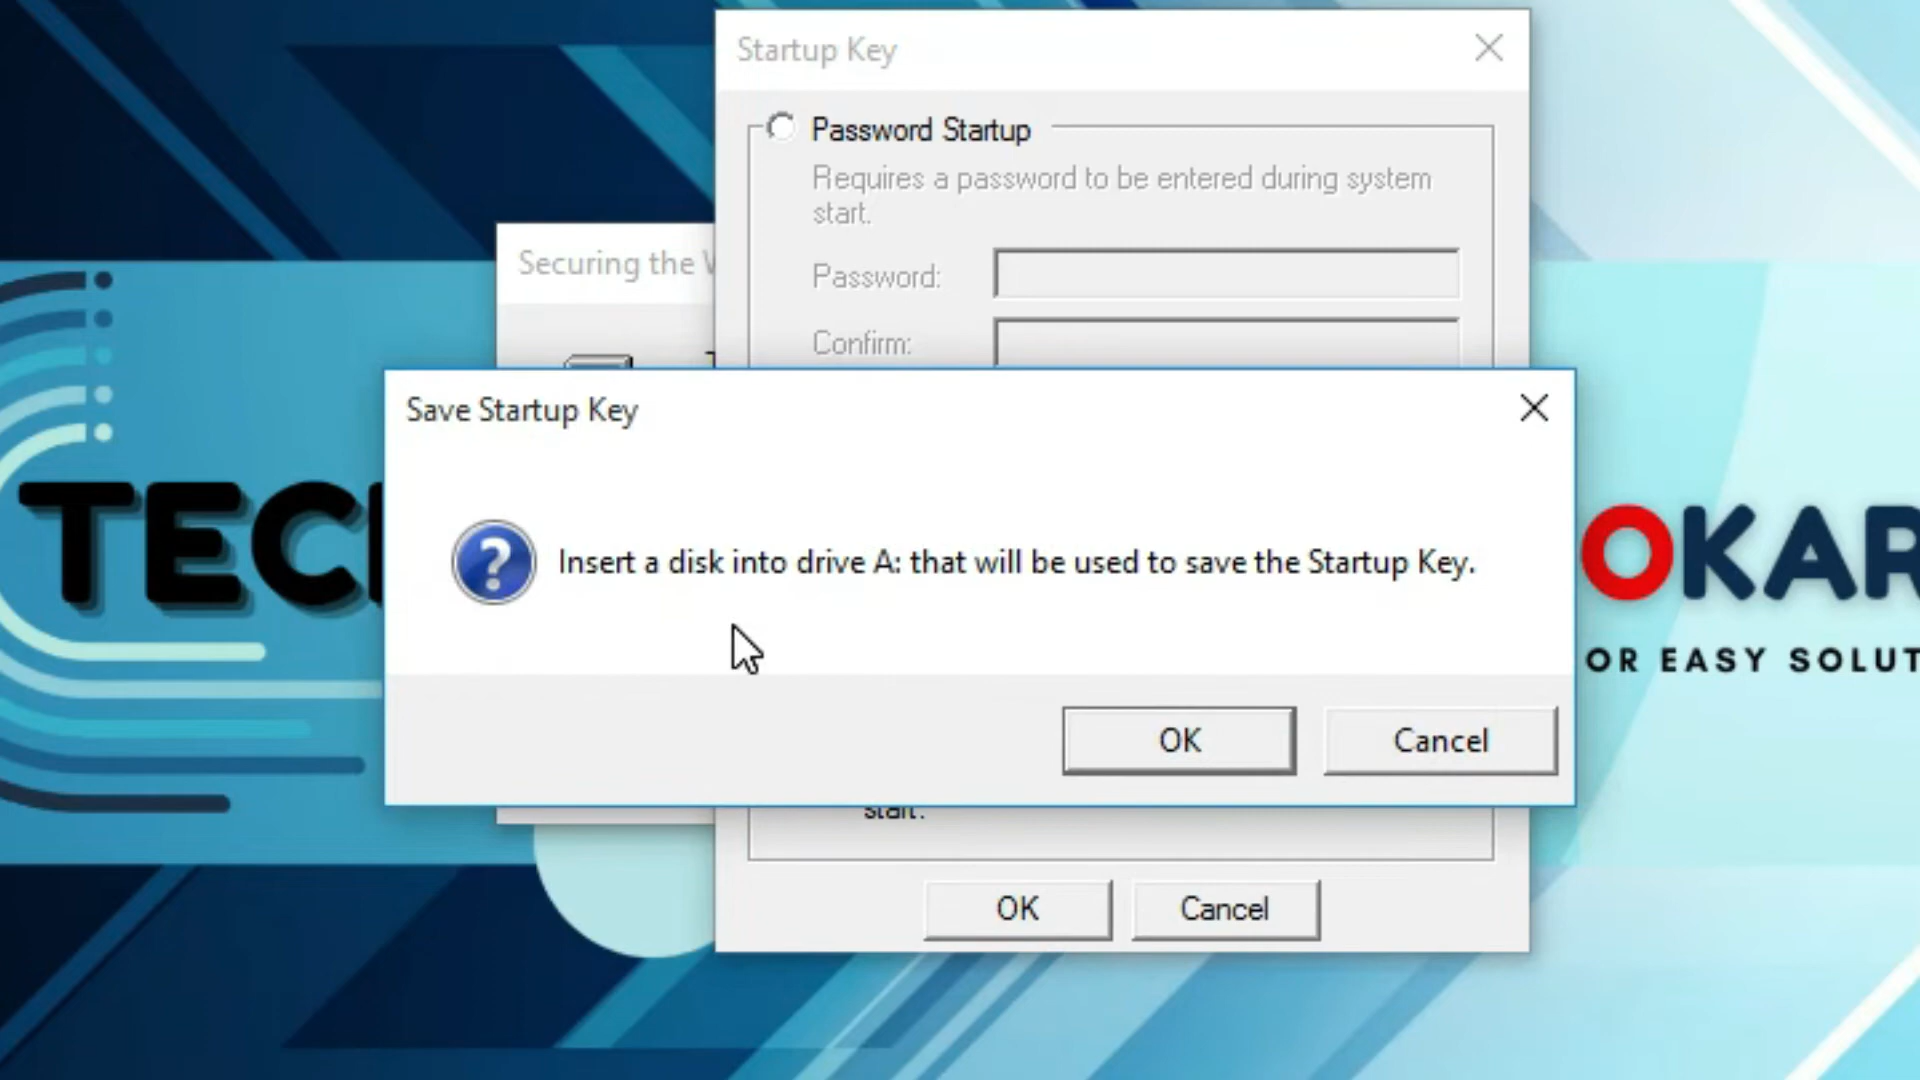 Startup Key
Password Startup
Requires a password to be entered during system
start.
Securing the
Password:
Confirm:
Save Startup Key
TEC
OKAR
Insert a disk into drive A: that will be used to save the Startup Key.
OR EASY SOLUT
OK
Cancel
start.
OK
Cancel